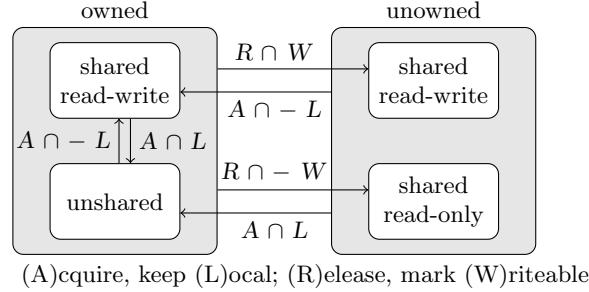 owned
unowned
shared
read-write
R ∩ W
A ∩ − L
shared
read-write
A ∩ − L
A ∩ L
unshared
R ∩ − W
A ∩ L
shared
read-only
(A)cquire, keep (L)ocal; (R)elease, mark (W)riteable